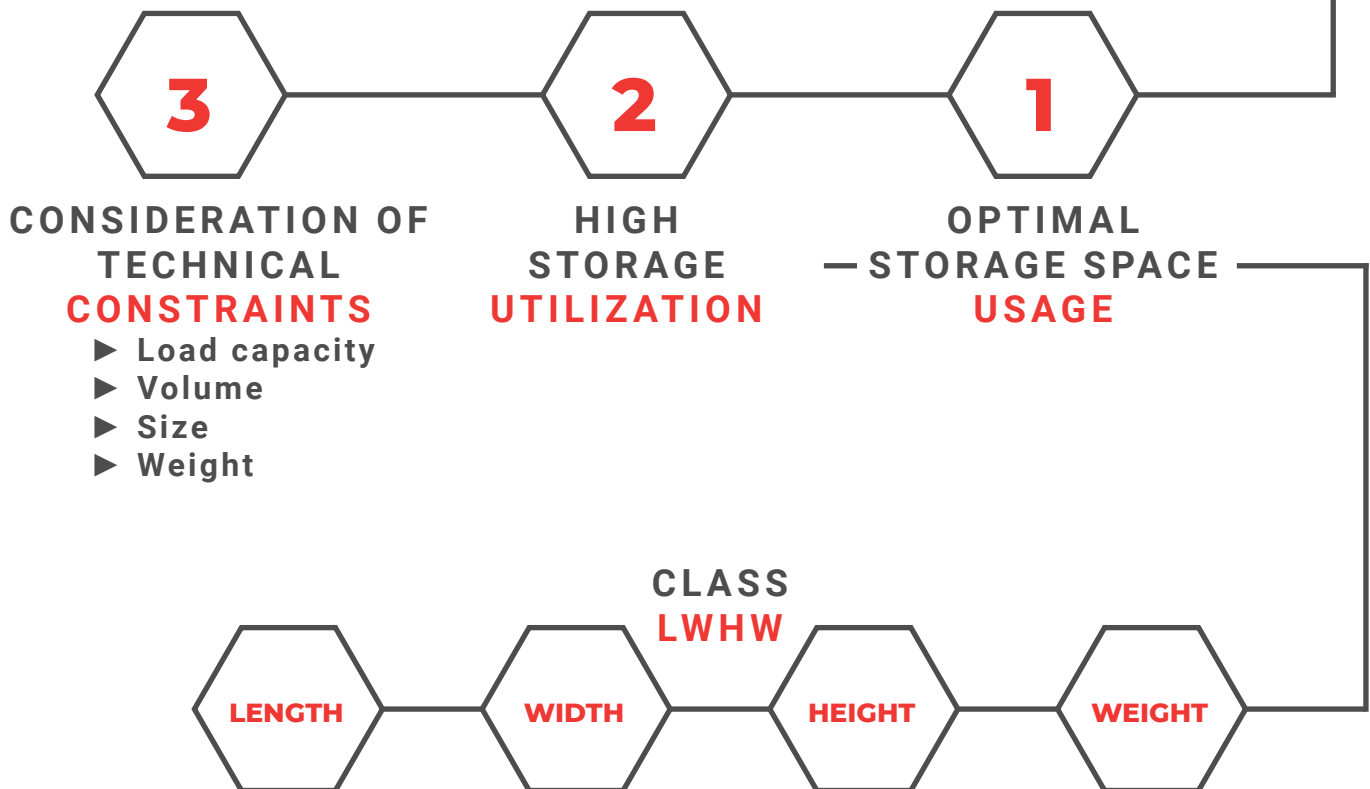 3
CONSIDERATION OF
TECHNICAL
CONSTRAINTS
► Load capacity
► Volume
► Size
► Weight
2
HIGH
STORAGE
UTILIZATION
1
OPTIMAL
STORAGE SPACE
USAGE
CLASS
LWHW
LENGTH
WIDTH
HEIGHT
WEIGHT